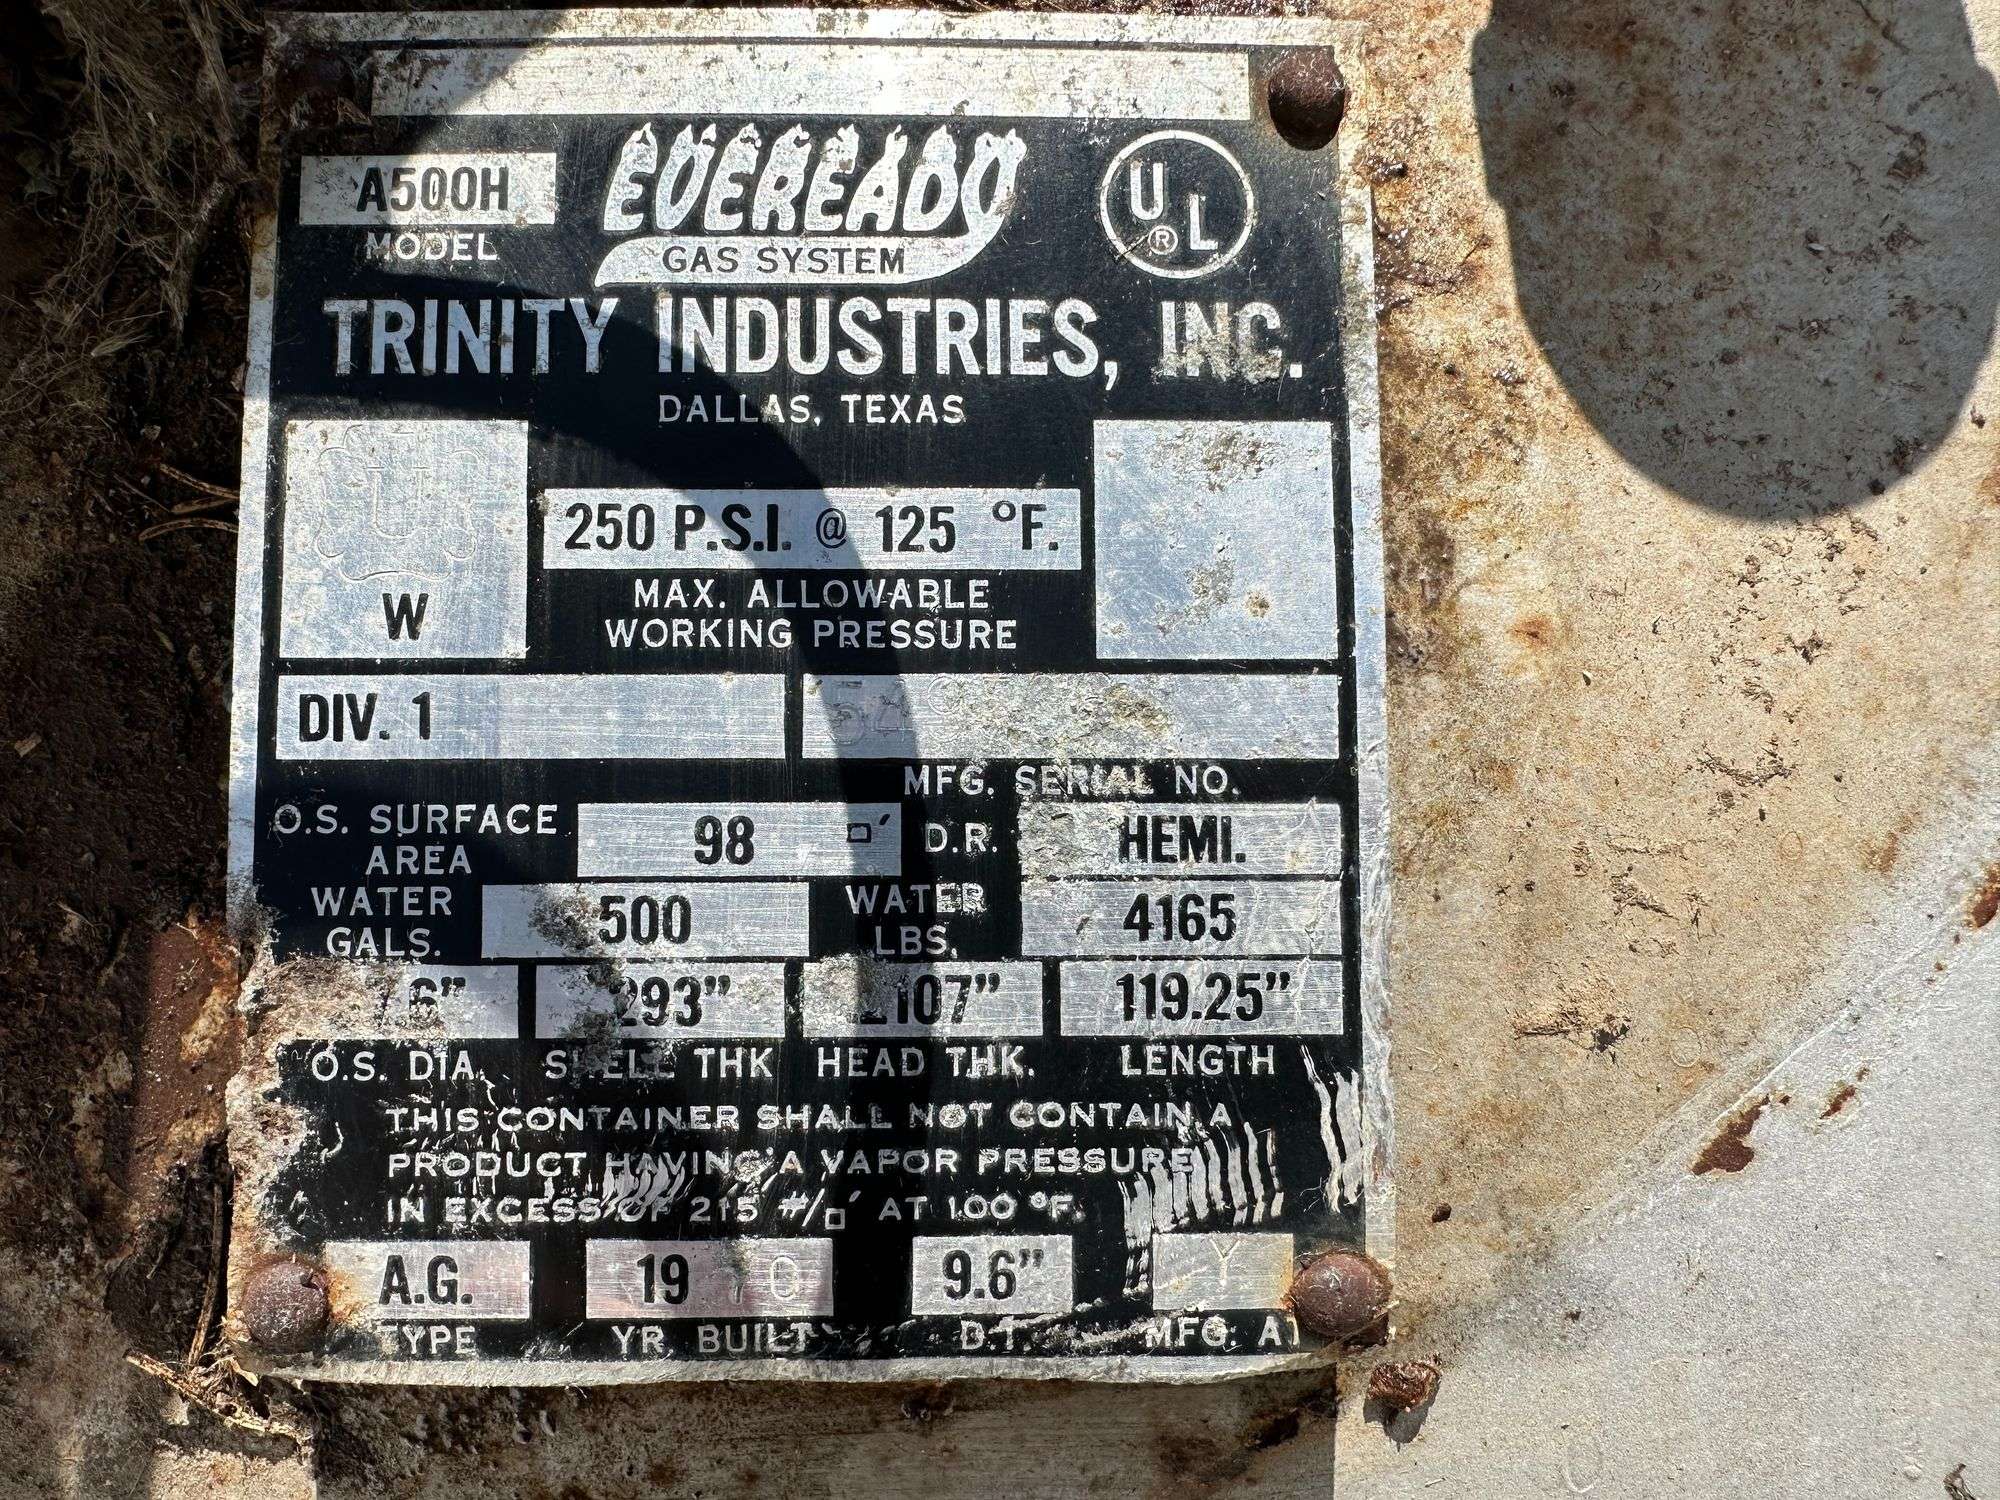 A500H
MODEL
EVEREADY
GAS SYSTEM
U ® L
TRINITY INDUSTRIES, INC.
DALLAS, TEXAS
U
W
250 P.S.I. @ 125 °F.
MAX. ALLOWABLE
WORKING PRESSURE
DIV. 1
MFG. SERIAL NO.
O.S. SURFACE AREA
98 □′
D.R.
HEMI.
WATER GALS.
500
WATER LBS.
4165
O.S. DIA.
SHELL THK
HEAD THK.
119.25”
LENGTH
THIS CONTAINER SHALL NOT CONTAIN A
PRODUCT HAVING A VAPOR PRESSURE
IN EXCESS OF 215 #/□′ AT 100 °F.
A.G.
TYPE
19
YR. BUILT
9.6”
D.T.
Y
MFG. AT